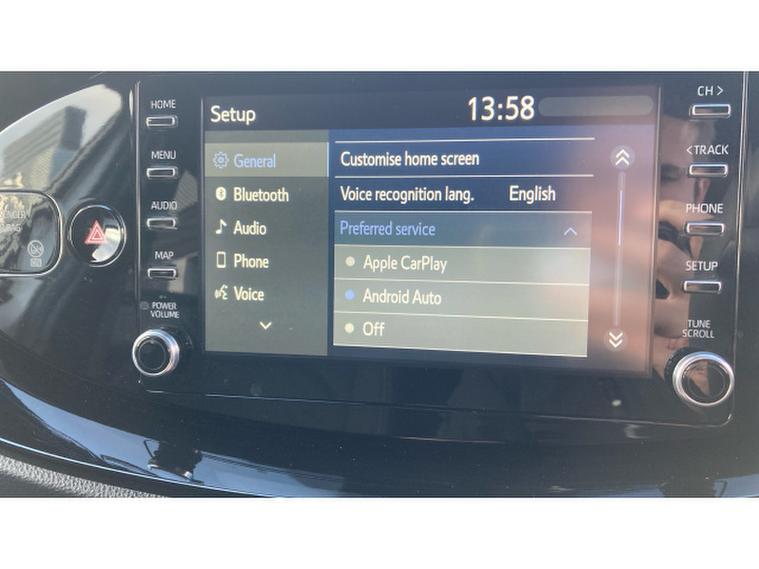 HOME
MENU
AUDIO
MAP
POWER
VOLUME
Setup
13:58
General
Bluetooth
Audio
Phone
Voice
Customise home screen
Voice recognition lang. English
Preferred service
Apple CarPlay
Android Auto
Off
CH >
< TRACK
PHONE
SETUP
TUNE
SCROLL